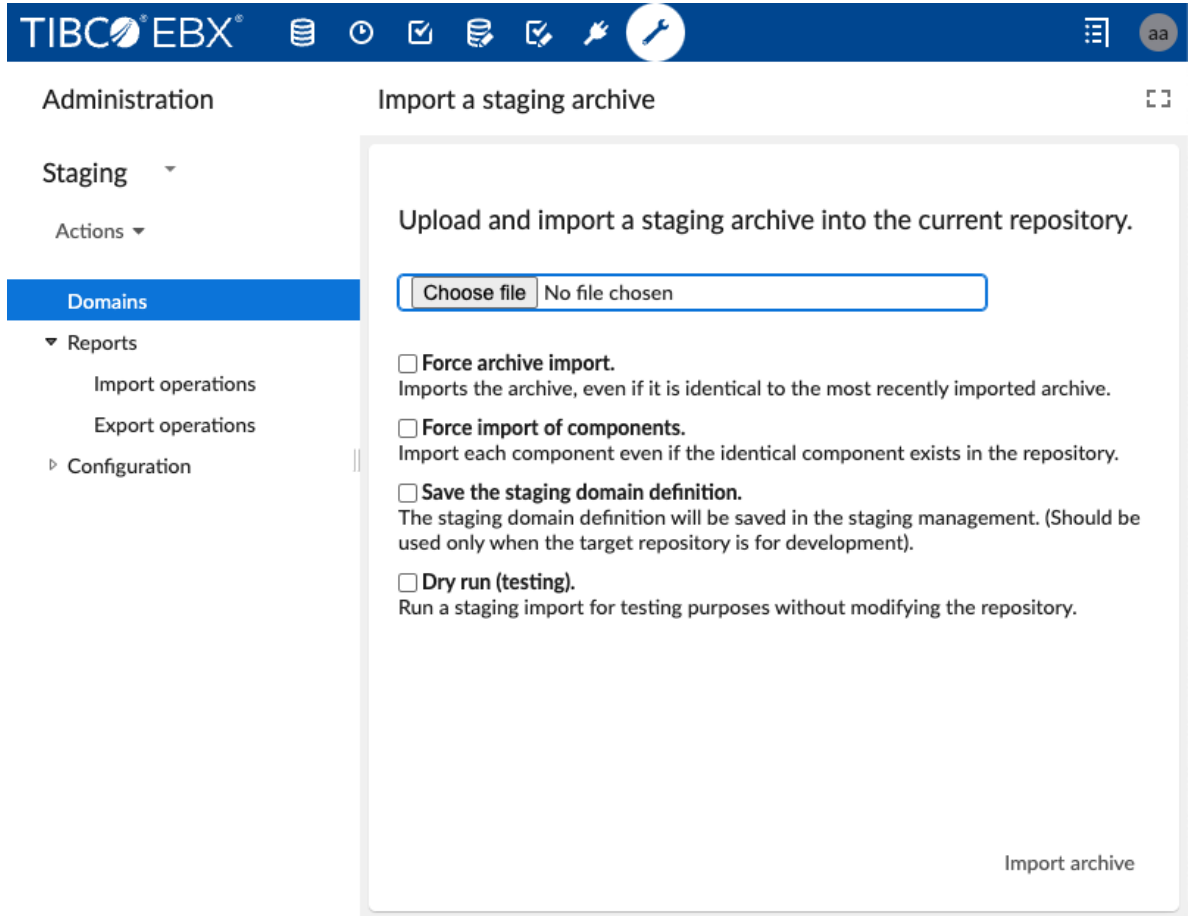 TIBCO® EBX®
aa
Administration
Import a staging archive
Staging
Actions
Domains
Reports
Import operations
Export operations
Configuration
Upload and import a staging archive into the current repository.
Choose file No file chosen
Force archive import.
Imports the archive, even if it is identical to the most recently imported archive.
Force import of components.
Import each component even if the identical component exists in the repository.
Save the staging domain definition.
The staging domain definition will be saved in the staging management. (Should be
used only when the target repository is for development).
Dry run (testing).
Run a staging import for testing purposes without modifying the repository.
Import archive